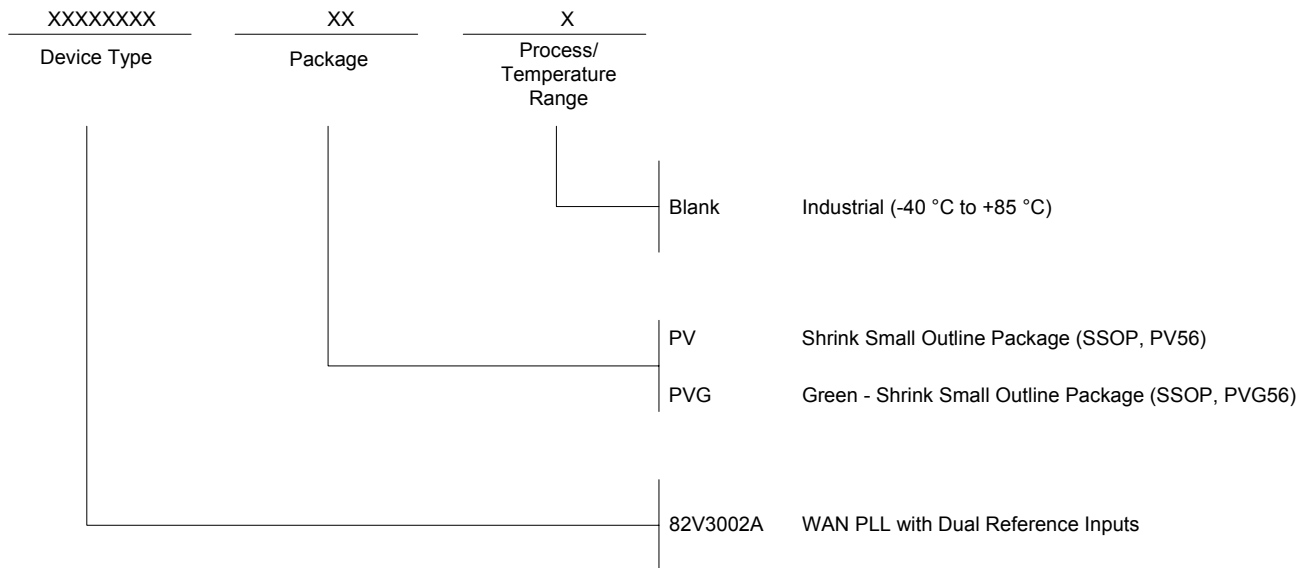 XXXXXXXX XX X
Device Type Package Process/
Temperature
Range
Blank Industrial (-40 °C to +85 °C)
PV Shrink Small Outline Package (SSOP, PV56)
PVG Green - Shrink Small Outline Package (SSOP, PVG56)
82V3002A WAN PLL with Dual Reference Inputs